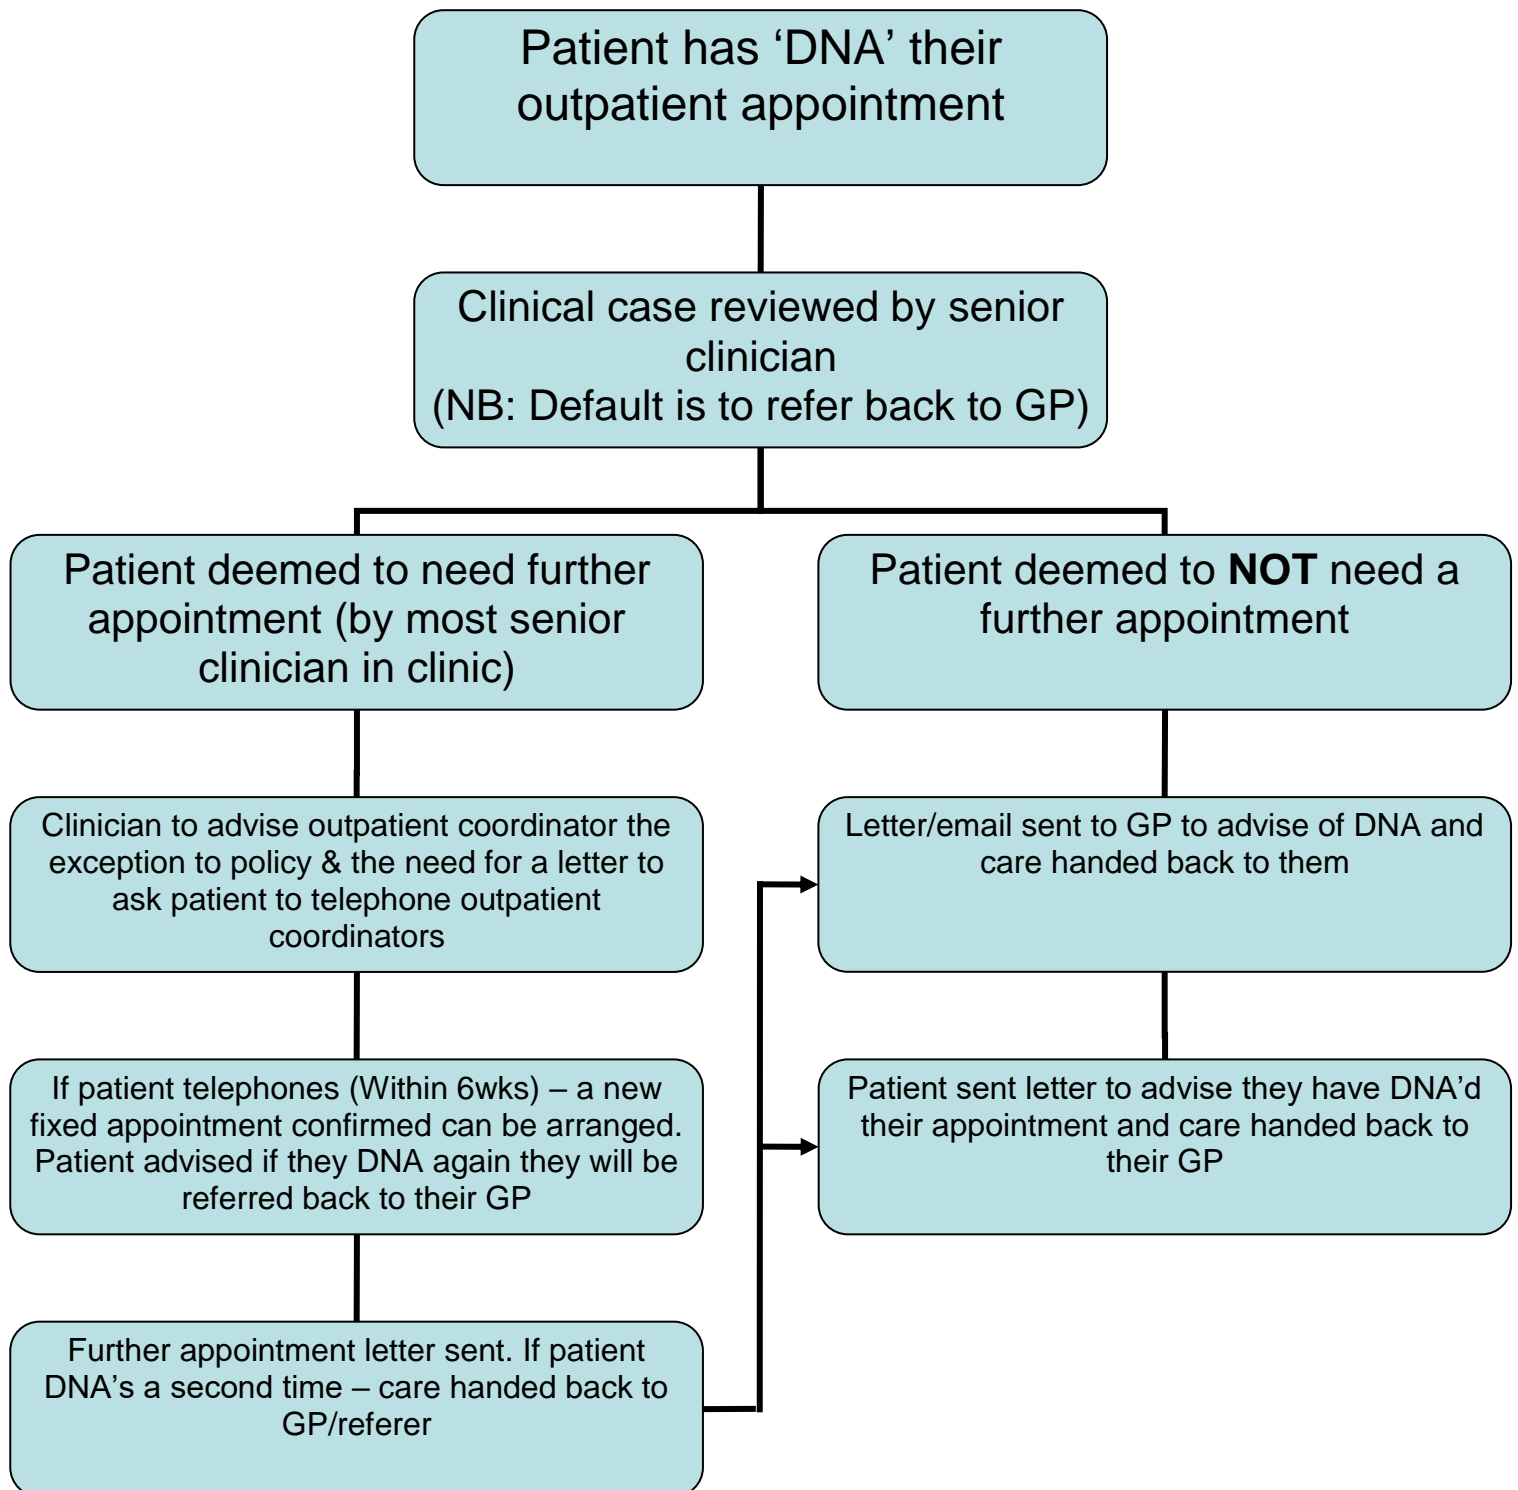 Patient has ‘DNA’ their
outpatient appointment
Clinical case reviewed by senior
clinician
(NB: Default is to refer back to GP)
Patient deemed to need further
appointment (by most senior
clinician in clinic)
Patient deemed to NOT need a
further appointment
Clinician to advise outpatient coordinator the
exception to policy & the need for a letter to
ask patient to telephone outpatient
coordinators
Letter/email sent to GP to advise of DNA and
care handed back to them
If patient telephones (Within 6wks) – a new
fixed appointment confirmed can be arranged.
Patient advised if they DNA again they will be
referred back to their GP
Patient sent letter to advise they have DNA’d
their appointment and care handed back to
their GP
Further appointment letter sent. If patient
DNA’s a second time – care handed back to
GP/referer